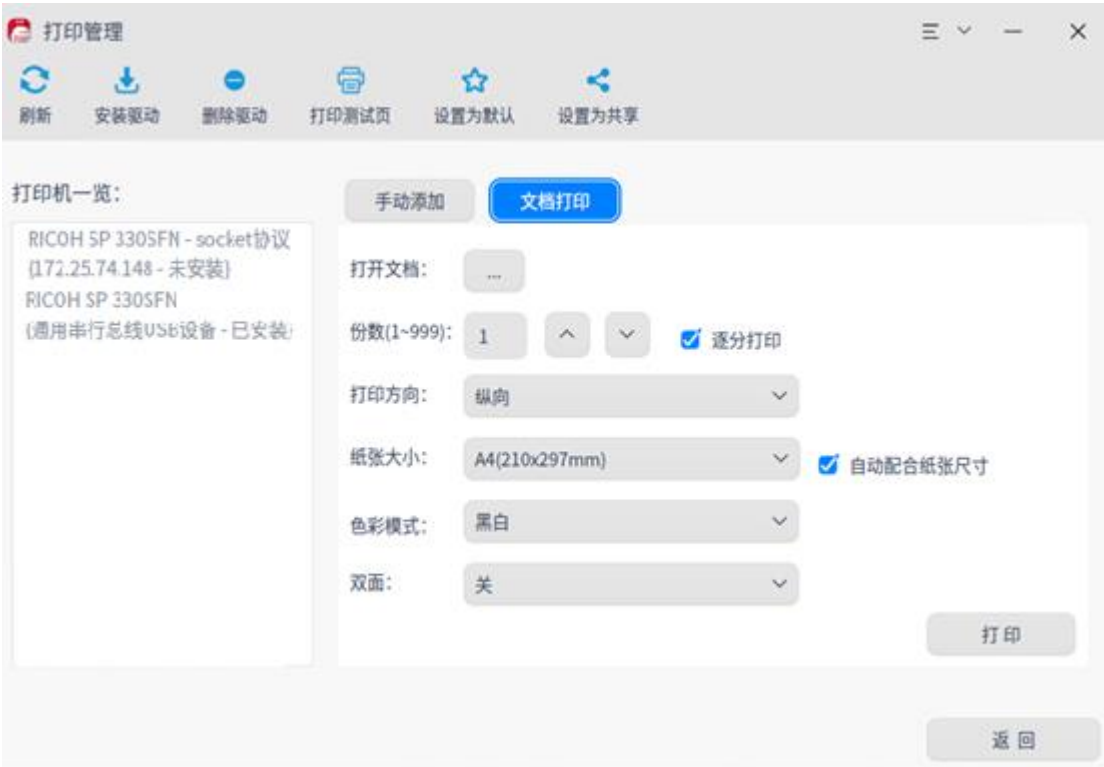 打印管理
刷新 安装驱动 删除驱动 打印测试页 设置为默认 设置为共享
打印机一览：
手动添加 文档打印
RICOH SP 330SFN - socket协议
(172.25.74.148 - 未安装)
RICOH SP 330SFN
(通用串行总线USB设备 - 已安装)
打开文档： ...
份数(1~999)： 1 逐分打印
打印方向： 纵向
纸张大小： A4(210x297mm) 自动配合纸张尺寸
色彩模式： 黑白
双面： 关
打印
返回